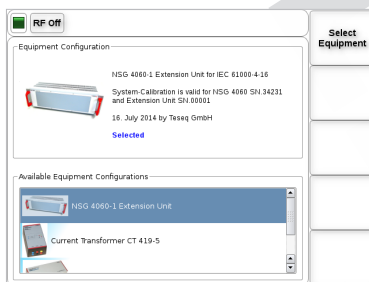 RF Off
Select
Equipment
Equipment Configuration
NSG 4060-1 Extension Unit for IEC 61000-4-16
System-Calibration is valid for NSG 4060 SN.34231
and Extension Unit SN.00001
16. July 2014 by Teseq GmbH
Selected
Available Equipment Configurations
NSG 4060-1 Extension Unit
Current Transformer CT 419-5